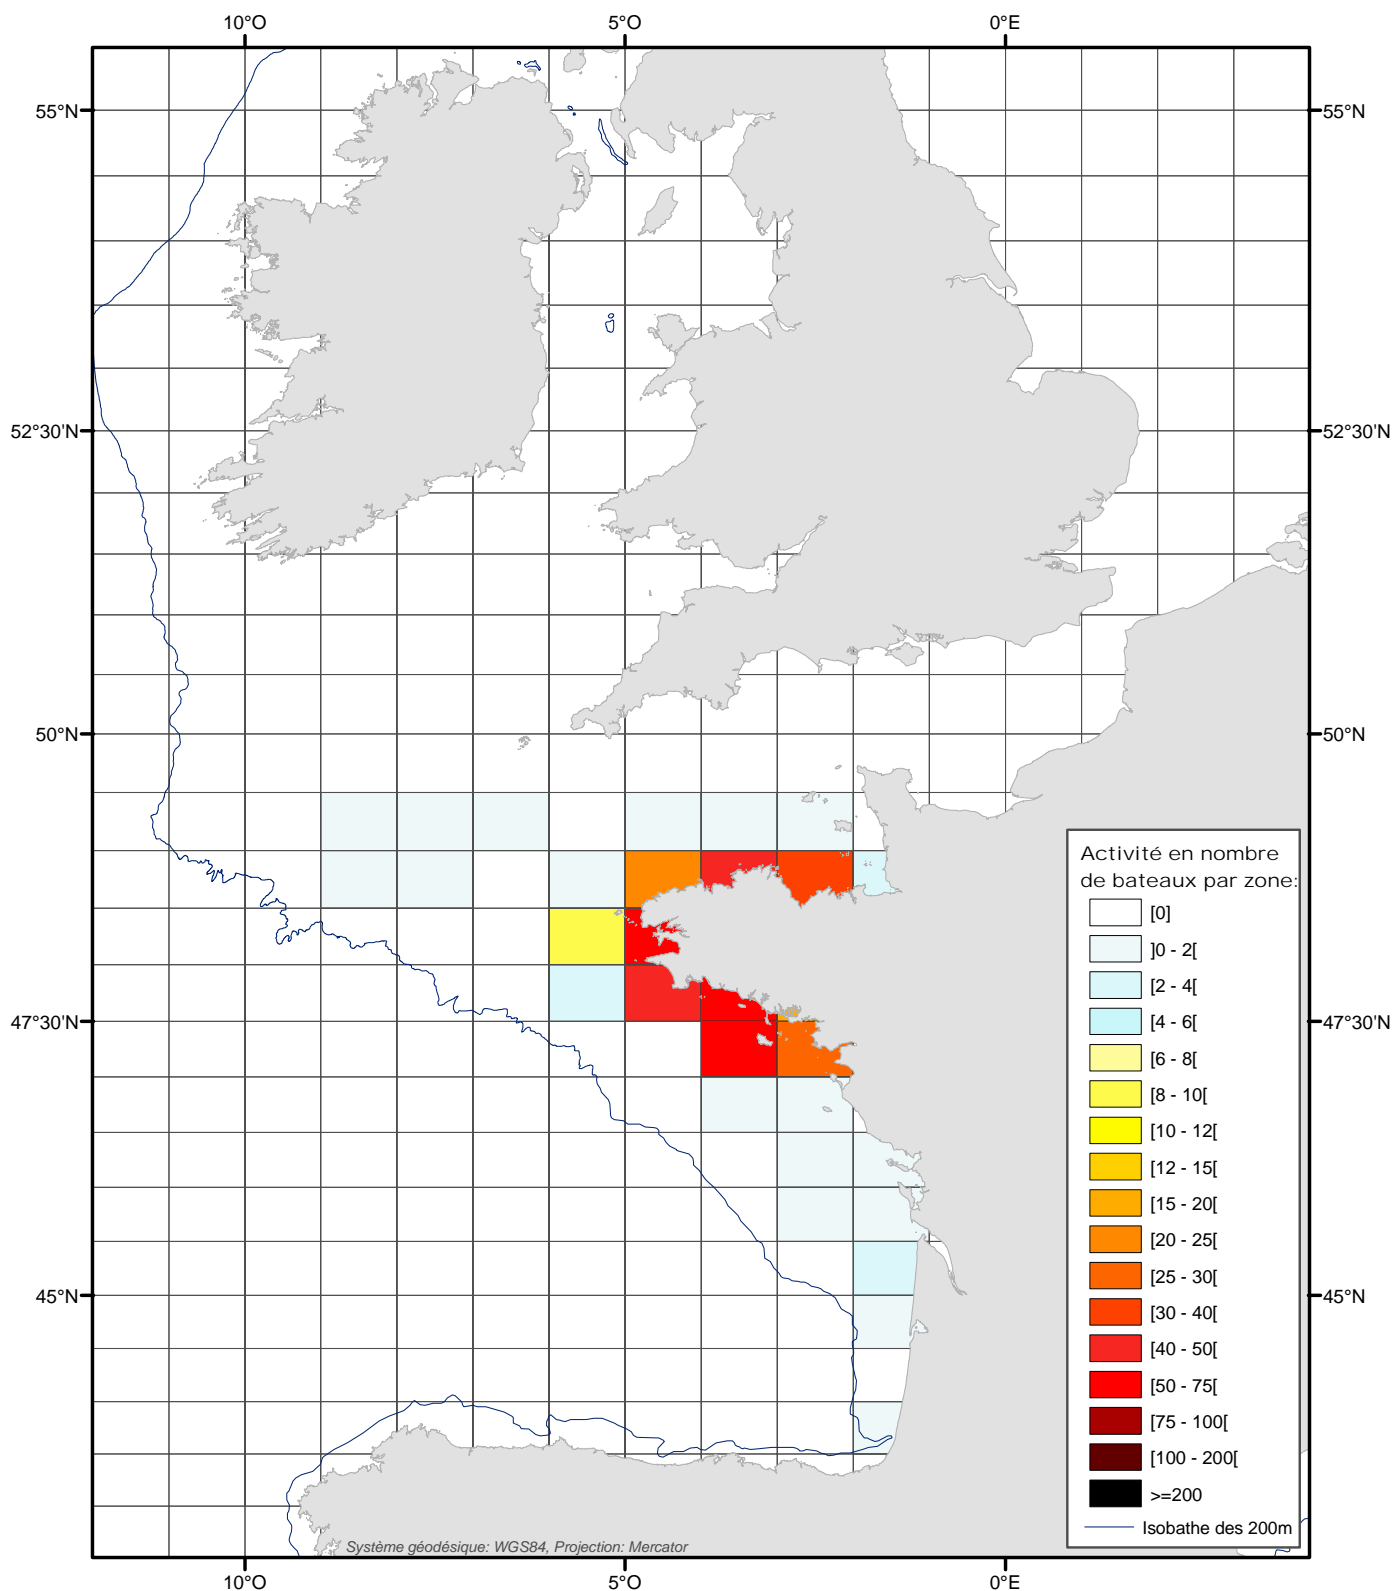 10°O 5°O 0°E
55°N 55°N
52°30'N 52°30'N
50°N 50°N
47°30'N 47°30'N
45°N 45°N
Activité en nombre
de bateaux par zone:
[0]
]0 - 2[
[2 - 4[
[4 - 6[
[6 - 8[
[8 - 10[
[10 - 12[
[12 - 15[
[15 - 20[
[20 - 25[
[25 - 30[
[30 - 40[
[40 - 50[
[50 - 75[
[75 - 100[
[100 - 200[
>=200
Isobathe des 200m
Système géodésique: WGS84, Projection: Mercator
10°O 5°O 0°E